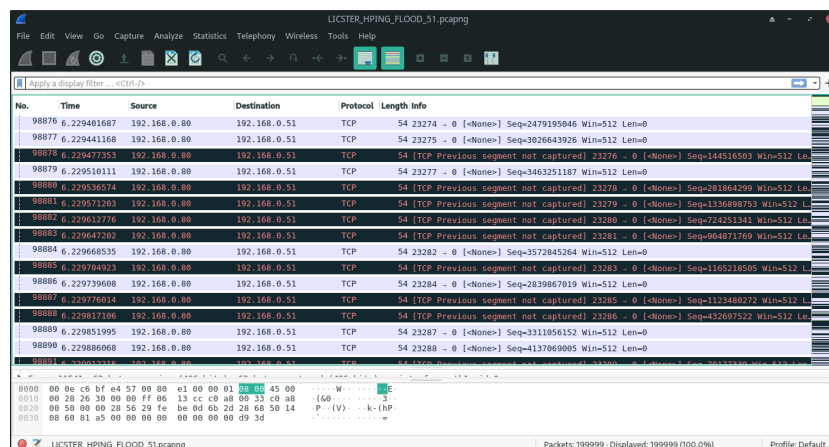 LICSTER_HPING_FLOOD_51.pcapng
File Edit View Go Capture Analyze Statistics Telephony Wireless Tools Help
Apply a display filter ... <Ctrl-/>
No. Time Source Destination Protocol Length Info
98876 6.229401687 192.168.0.80 192.168.0.51 TCP 54 23274 → 0 [<None>] Seq=2479195046 Win=512 Len=0
98877 6.229441168 192.168.0.80 192.168.0.51 TCP 54 23275 → 0 [<None>] Seq=3026643926 Win=512 Len=0
98878 6.229477353 192.168.0.80 192.168.0.51 TCP 54 [TCP Previous segment not captured] 23276 → 0 [<None>] Seq=144516503 Win=512 Le…
98879 6.229510111 192.168.0.80 192.168.0.51 TCP 54 23277 → 0 [<None>] Seq=3463251187 Win=512 Len=0
98880 6.229536574 192.168.0.80 192.168.0.51 TCP 54 [TCP Previous segment not captured] 23278 → 0 [<None>] Seq=281864299 Win=512 Le…
98881 6.229571203 192.168.0.80 192.168.0.51 TCP 54 [TCP Previous segment not captured] 23279 → 0 [<None>] Seq=1336898753 Win=512 L…
98882 6.229612776 192.168.0.80 192.168.0.51 TCP 54 [TCP Previous segment not captured] 23280 → 0 [<None>] Seq=724251341 Win=512 Le…
98883 6.229647202 192.168.0.80 192.168.0.51 TCP 54 [TCP Previous segment not captured] 23281 → 0 [<None>] Seq=904871769 Win=512 Le…
98884 6.229668535 192.168.0.80 192.168.0.51 TCP 54 23282 → 0 [<None>] Seq=3572845264 Win=512 Len=0
98885 6.229704923 192.168.0.80 192.168.0.51 TCP 54 [TCP Previous segment not captured] 23283 → 0 [<None>] Seq=1165218505 Win=512 L…
98886 6.229739608 192.168.0.80 192.168.0.51 TCP 54 23284 → 0 [<None>] Seq=2839867019 Win=512 Len=0
98887 6.229776014 192.168.0.80 192.168.0.51 TCP 54 [TCP Previous segment not captured] 23285 → 0 [<None>] Seq=1123480272 Win=512 L…
98888 6.229817106 192.168.0.80 192.168.0.51 TCP 54 [TCP Previous segment not captured] 23286 → 0 [<None>] Seq=432697522 Win=512 Le…
98889 6.229851995 192.168.0.80 192.168.0.51 TCP 54 23287 → 0 [<None>] Seq=3311056152 Win=512 Len=0
98890 6.229886068 192.168.0.80 192.168.0.51 TCP 54 23288 → 0 [<None>] Seq=4137069005 Win=512 Len=0
98891
0000 00 0e c6 bf e4 57 00 80 e1 00 00 01 08 00 45 00 ·····W·· ······E·
0010 00 28 26 30 00 00 ff 06 13 cc c0 a8 00 33 c0 a8 ·(&0···· ·····3··
0020 00 50 00 00 28 56 29 fe be 0d 6b 2d 28 68 50 14 ·P··(V)· ··k-(hP·
0030 08 60 81 a5 00 00 00 00 00 00 00 00 d9 3d ·`······ ·····=
LICSTER_HPING_FLOOD_51.pcapng Packets: 199999 · Displayed: 199999 (100.0%) Profile: Default